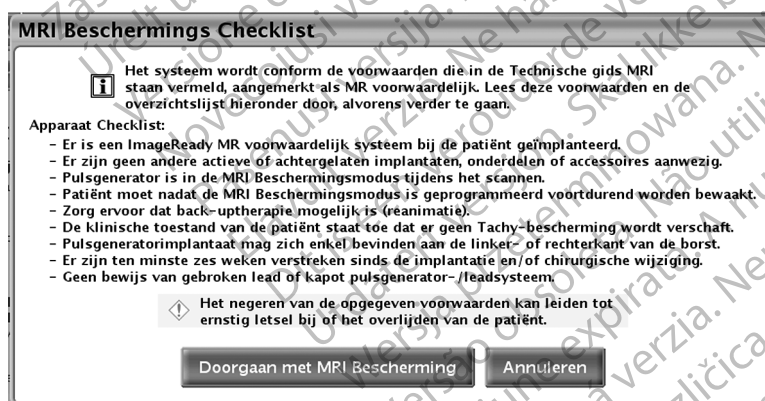 MRI Beschermings Checklist
Het systeem wordt conform de voorwaarden die in de Technische gids MRI
staan vermeld, aangemerkt als MR voorwaardelijk. Lees deze voorwaarden en de
overzichtslijst hieronder door, alvorens verder te gaan.
Apparaat Checklist:
- Er is een ImageReady MR voorwaardelijk systeem bij de patiënt geïmplanteerd.
- Er zijn geen andere actieve of achtergelaten implantaten, onderdelen of accessoires aanwezig.
- Pulsgenerator is in de MRI Beschermingsmodus tijdens het scannen.
- Patiënt moet nadat de MRI Beschermingsmodus is geprogrammeerd voortdurend worden bewaakt.
- Zorg ervoor dat back-uptherapie mogelijk is (reanimatie).
- De klinische toestand van de patiënt staat toe dat er geen Tachy-bescherming wordt verschaft.
- Pulsgeneratorimplantaat mag zich enkel bevinden aan de linker- of rechterkant van de borst.
- Er zijn ten minste zes weken verstreken sinds de implantatie en/of chirurgische wijziging.
- Geen bewijs van gebroken lead of kapot pulsgenerator-/leadsysteem.
Het negeren van de opgegeven voorwaarden kan leiden tot
ernstig letsel bij of het overlijden van de patiënt.
Doorgaan met MRI Bescherming
Annuleren